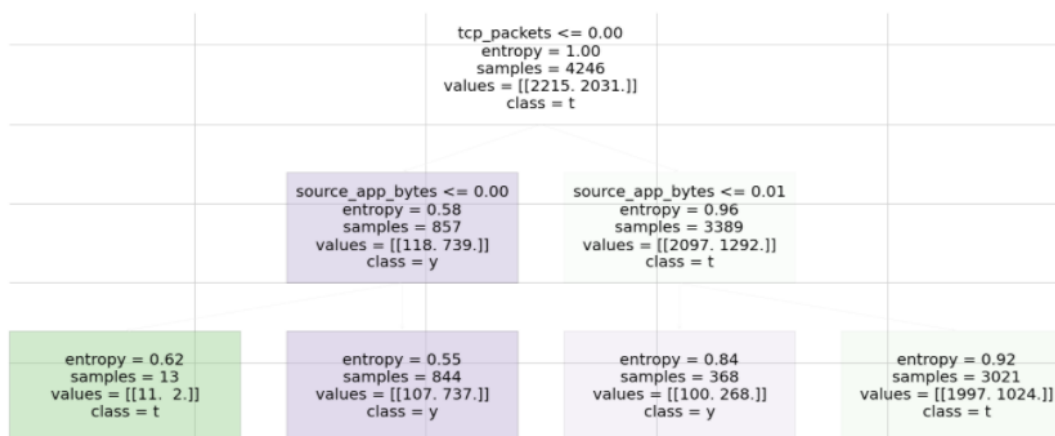 tcp_packets <= 0.00
entropy = 1.00
samples = 4246
values = [[2215. 2031.]]
class = t
source_app_bytes <= 0.00
entropy = 0.58
samples = 857
values = [[118. 739.]]
class = y
source_app_bytes <= 0.01
entropy = 0.96
samples = 3389
values = [[2097. 1292.]]
class = t
entropy = 0.62
samples = 13
values = [[11.  2.]]
class = t
entropy = 0.55
samples = 844
values = [[107. 737.]]
class = y
entropy = 0.84
samples = 368
values = [[100. 268.]]
class = y
entropy = 0.92
samples = 3021
values = [[1997. 1024.]]
class = t